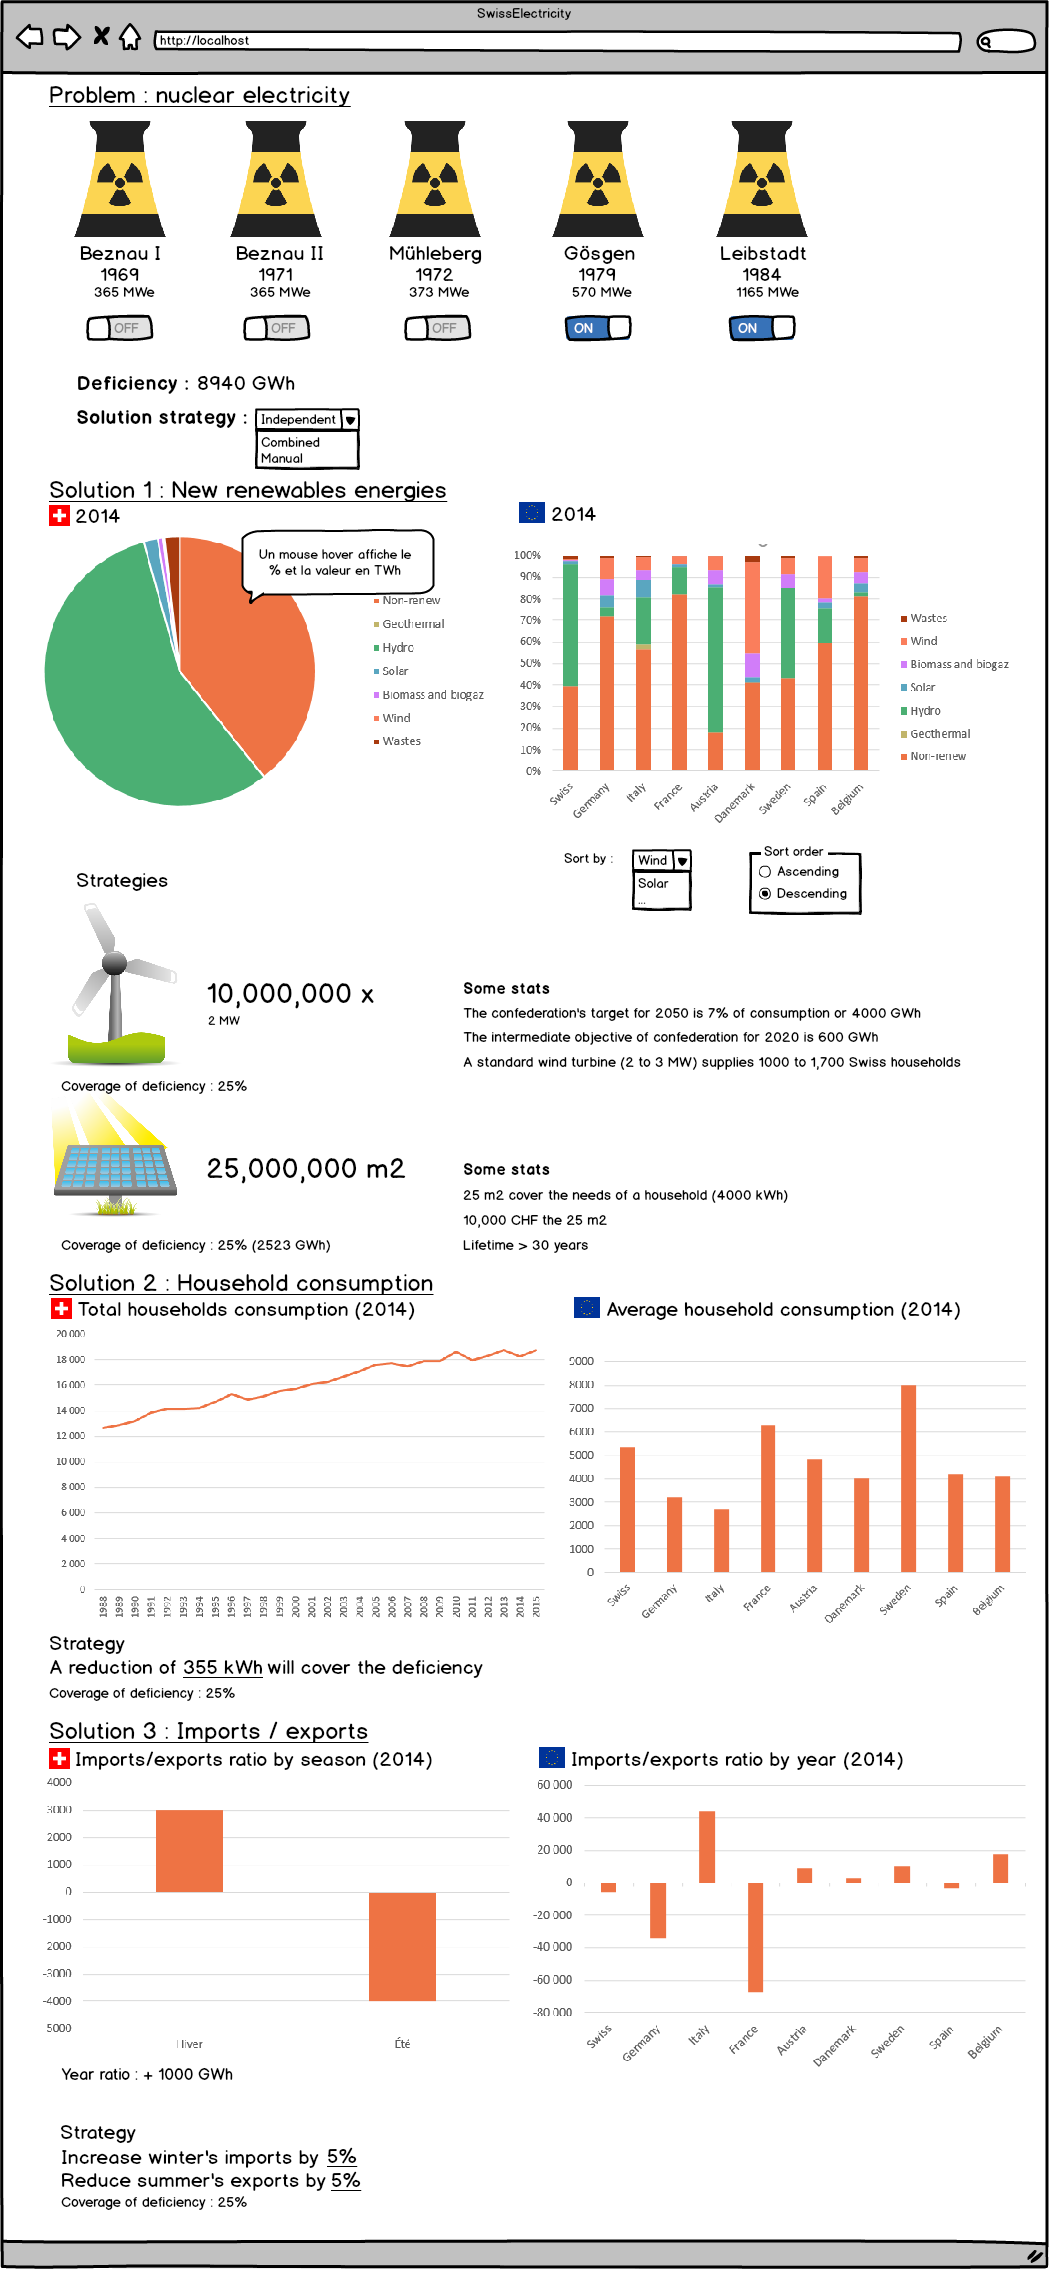 SwissElectricity
http://localhost
Problem : nuclear electricity
Beznau I
1969
365 MWe
OFF
Beznau II
1971
365 MWe
OFF
Mühleberg
1972
373 MWe
OFF
Gösgen
1979
570 MWe
ON
Leibstadt
1984
1165 MWe
ON
Deficiency : 8940 GWh
Solution strategy : Independent
Combined
Manual
Solution 1 : New renewables energies
2014
Un mouse hover affiche le
% et la valeur en TWh
Non-renew
Geothermal
Hydro
Solar
Biomass and biogaz
Wind
Wastes
2014
100%
90%
80%
70%
60%
50%
40%
30%
20%
10%
0%
Swiss
Germany
Italy
France
Austria
Danemark
Sweden
Spain
Belgium
Wastes
Wind
Biomass and biogaz
Solar
Hydro
Geothermal
Non-renew
Sort by : Wind
Solar
...
Sort order
Ascending
Descending
Strategies
10,000,000 x
2 MW
Coverage of deficiency : 25%
Some stats
The confederation's target for 2050 is 7% of consumption or 4000 GWh
The intermediate objective of confederation for 2020 is 600 GWh
A standard wind turbine (2 to 3 MW) supplies 1000 to 1,700 Swiss households
25,000,000 m2
Coverage of deficiency : 25% (2523 GWh)
Some stats
25 m2 cover the needs of a household (4000 kWh)
10,000 CHF the 25 m2
Lifetime > 30 years
Solution 2 : Household consumption
Total households consumption (2014)
20 000
18 000
16 000
14 000
12 000
10 000
8 000
6 000
4 000
2 000
0
1988
1989
1990
1991
1992
1993
1994
1995
1996
1997
1998
1999
2000
2001
2002
2003
2004
2005
2006
2007
2008
2009
2010
2011
2012
2013
2014
2015
Average household consumption (2014)
9000
8000
7000
6000
5000
4000
3000
2000
1000
0
Swiss
Germany
Italy
France
Austria
Danemark
Sweden
Spain
Belgium
Strategy
A reduction of 355 kWh will cover the deficiency
Coverage of deficiency : 25%
Solution 3 : Imports / exports
Imports/exports ratio by season (2014)
4000
3000
2000
1000
0
-1000
2000
-3000
-4000
5000
Hiver
Été
Year ratio : + 1000 GWh
Imports/exports ratio by year (2014)
60 000
40 000
20 000
0
-20 000
-40 000
-60 000
-80 000
Swiss
Germany
Italy
France
Austria
Danemark
Sweden
Spain
Belgium
Strategy
Increase winter's imports by 5%
Reduce summer's exports by 5%
Coverage of deficiency : 25%